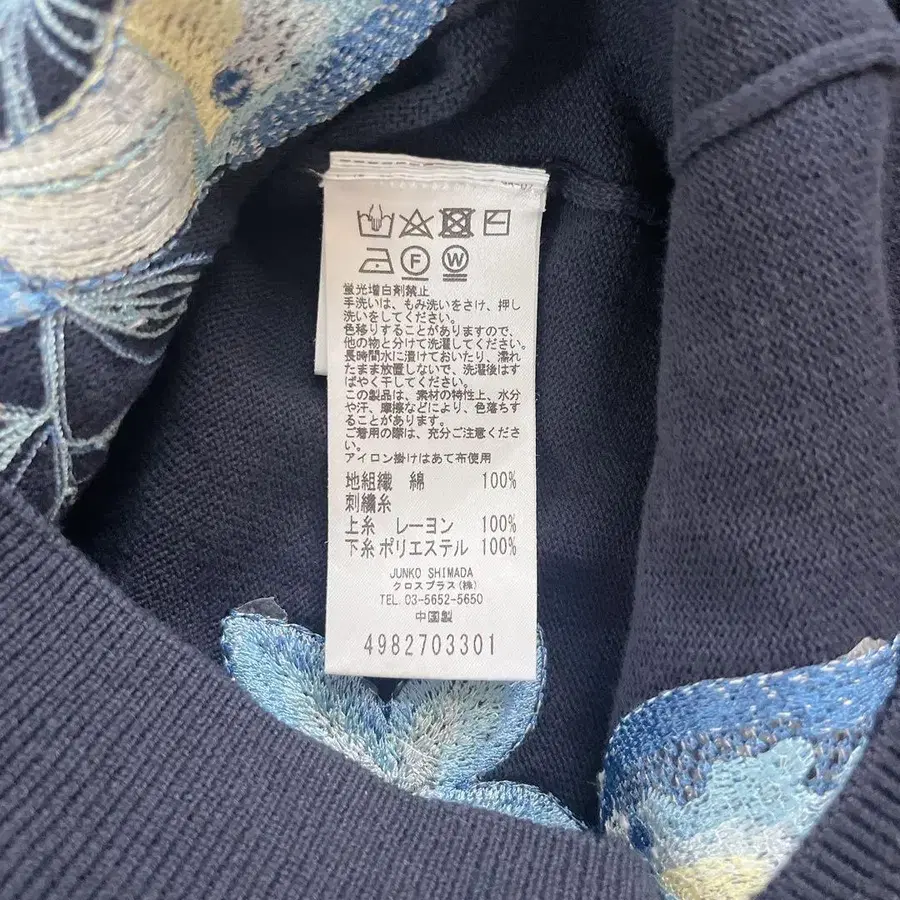 F W
蛍光増白剤禁止
手洗いは、もみ洗いをさけ、押し
洗いをしてください。
色移りすることがありますので、
他の物と分けて洗濯してください。
長時間水に漬けておいたり、濡れ
たまま放置しないで、洗濯後はす
ばやく干してください。
この製品は、素材の特性上、水分
や汗、摩擦などにより、色落ちす
ることがあります。
ご着用の際は、充分ご注意くださ
い。
アイロン掛けはあて布使用
地組織 綿 100%
刺繍糸
上糸 レーヨン 100%
下糸 ポリエステル 100%
JUNKO SHIMADA
クロスプラス(株)
TEL. 03-5652-5650
中国製
4982703301